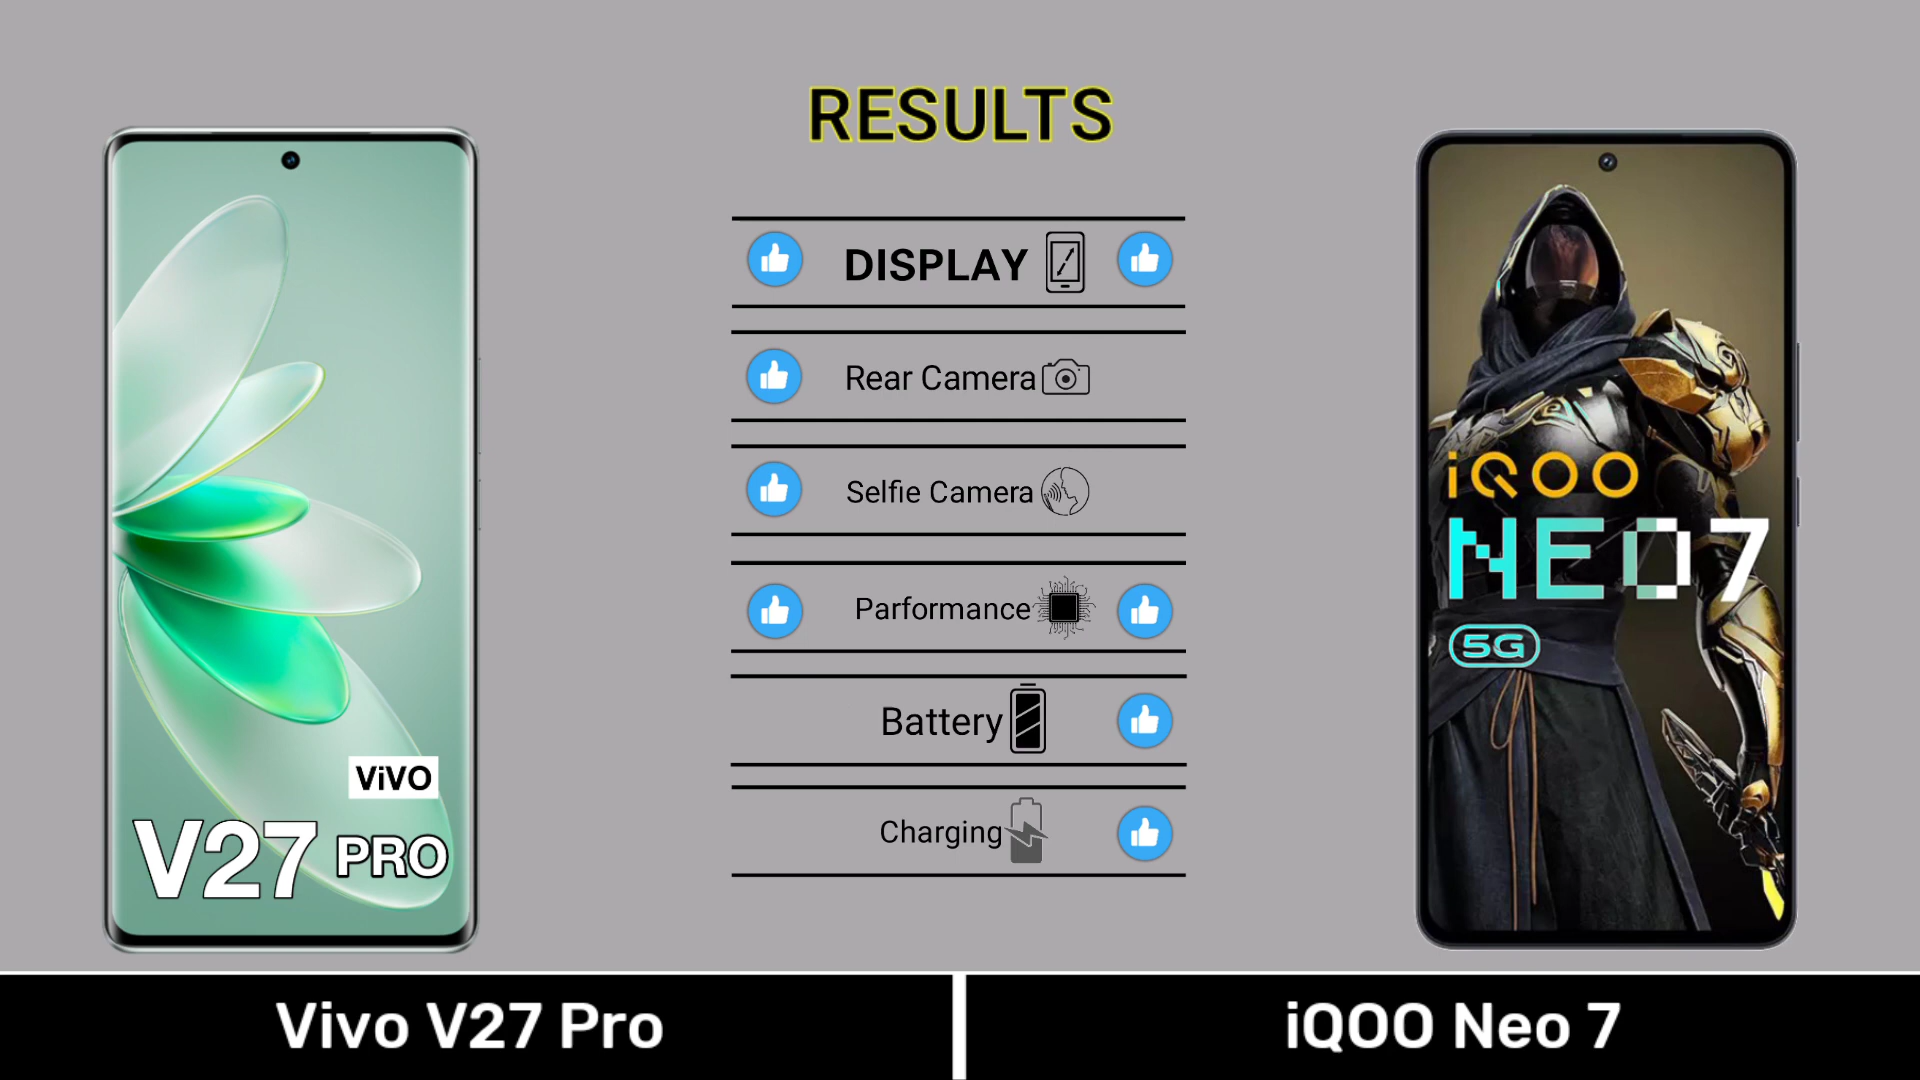 RESULTS
DISPLAY
Rear Camera
Selfie Camera
Parformance
Battery
Charging
ViVO
V27 PRO
iQOO
NEO7
5G
Vivo V27 Pro
iQOO Neo 7